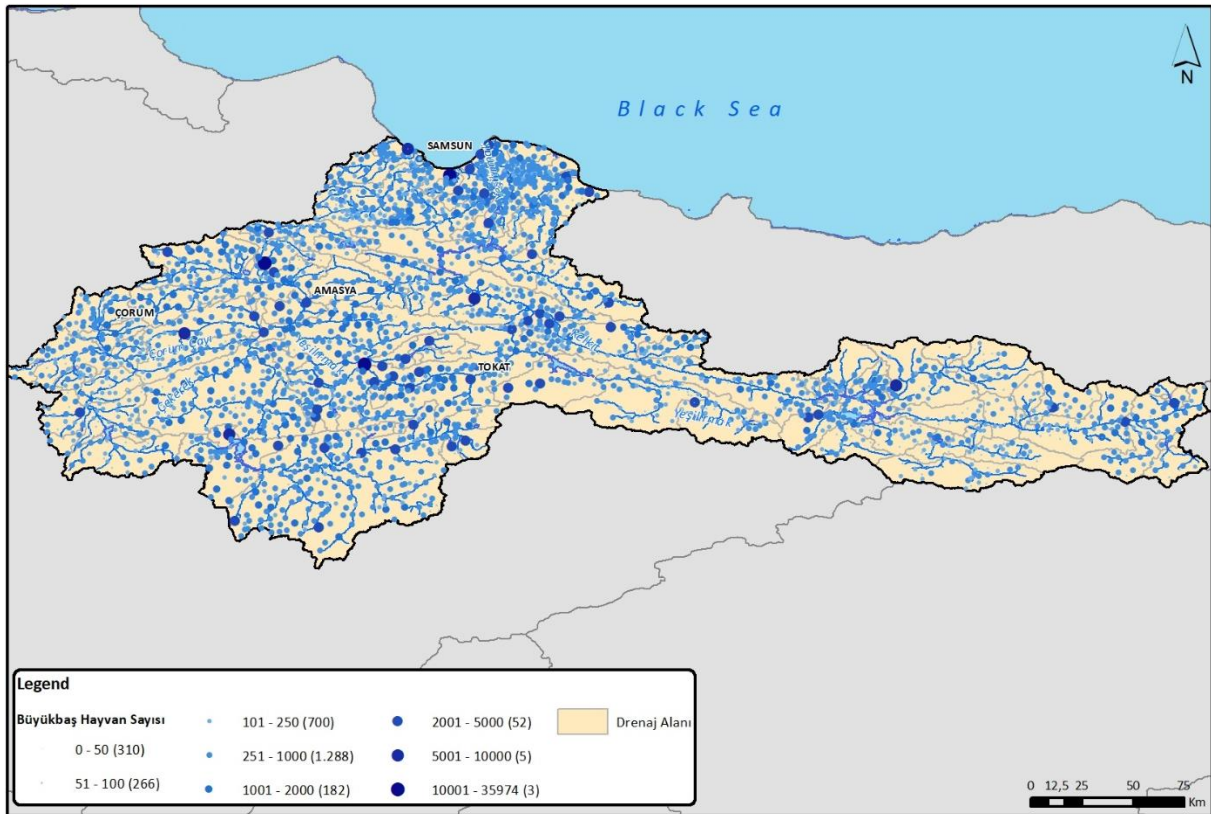 Black Sea
N
SAMSUN
Yeşilırmak
AMASYA
ÇORUM
Çorum Çayı
Yeşilırmak
Kelkit
TOKAT
Çekerek
Yeşilırmak
Legend
Büyükbaş Hayvan Sayısı
0 - 50 (310)
51 - 100 (266)
101 - 250 (700)
251 - 1000 (1.288)
1001 - 2000 (182)
2001 - 5000 (52)
5001 - 10000 (5)
10001 - 35974 (3)
Drenaj Alanı
0 12,5 25 50 75
Km